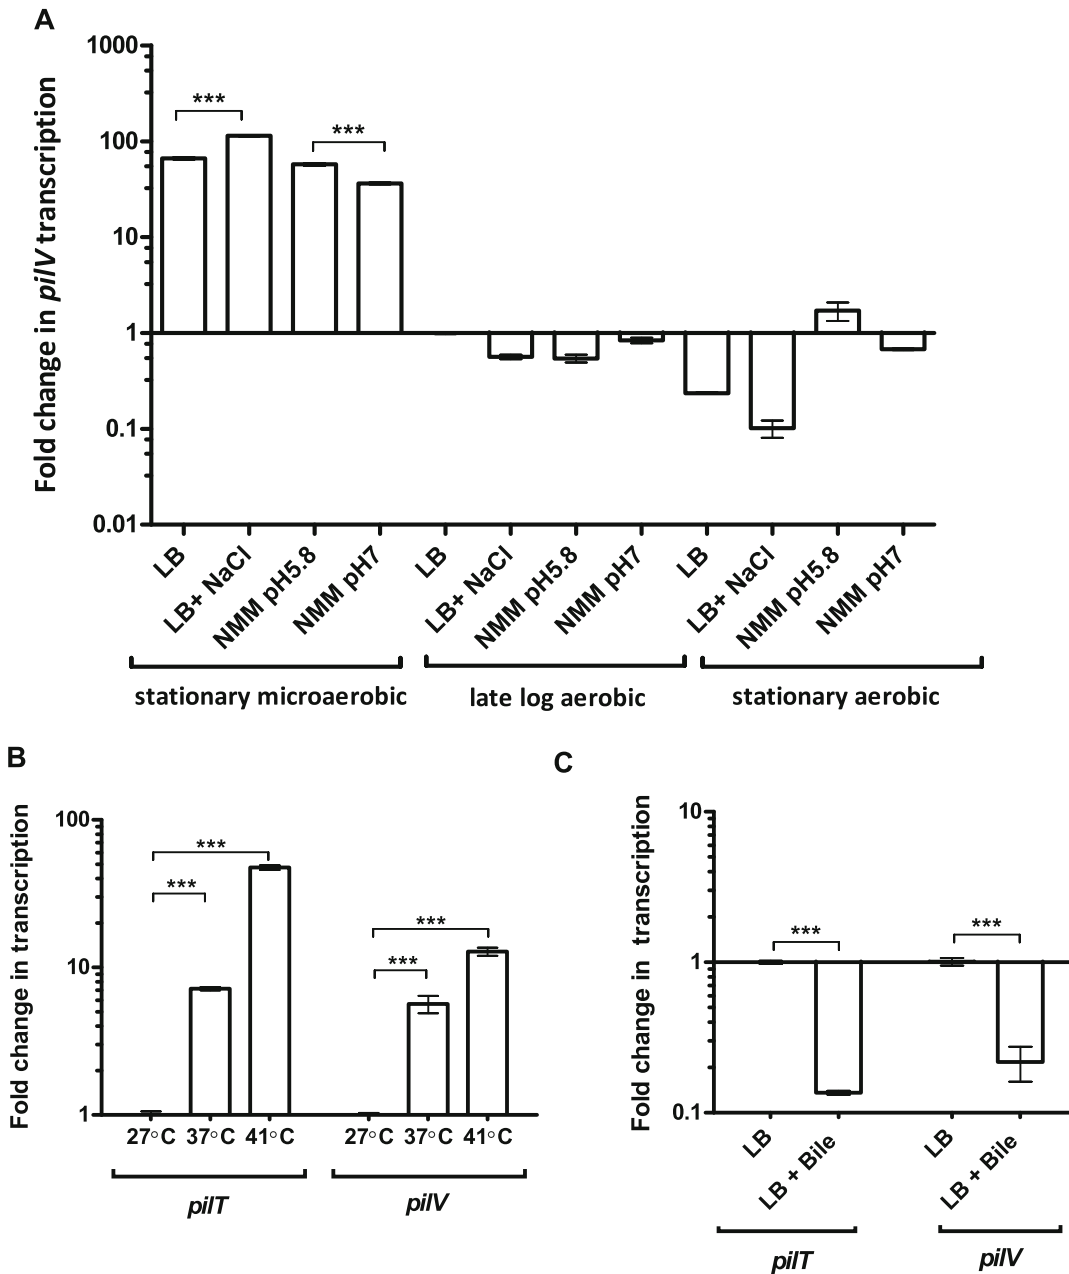 A
Fold change in pilV transcription
1000
100
10
1
0.1
0.01
*** 
***
LB
LB+ NaCl
NMM pH5.8
NMM pH7
LB
LB+ NaCl
NMM pH5.8
NMM pH7
LB
LB+ NaCl
NMM pH5.8
NMM pH7
stationary microaerobic
late log aerobic
stationary aerobic
B
Fold change in transcription
100
10
1
***
***
***
***
27°C 37°C 41°C
27°C 37°C 41°C
pilT
pilV
C
Fold change in transcription
10
1
0.1
***
***
LB
LB + Bile
LB
LB + Bile
pilT
pilV